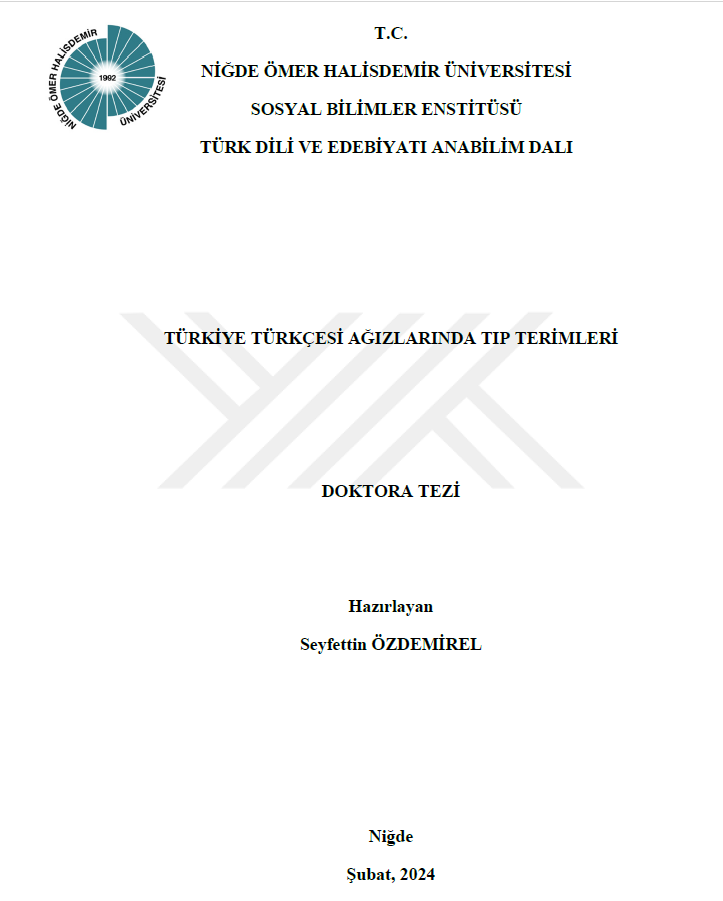 T.C.
NİĞDE ÖMER HALİSDEMİR ÜNİVERSİTESİ
SOSYAL BİLİMLER ENSTİTÜSÜ
TÜRK DİLİ VE EDEBİYATI ANABİLİM DALI
NİĞDE ÖMER HALİSDEMİR
1992
ÜNİVERSİTESİ
TÜRKİYE TÜRKÇESİ AĞIZLARINDA TIP TERİMLERİ
DOKTORA TEZİ
Hazırlayan
Seyfettin ÖZDEMİREL
Niğde
Şubat, 2024